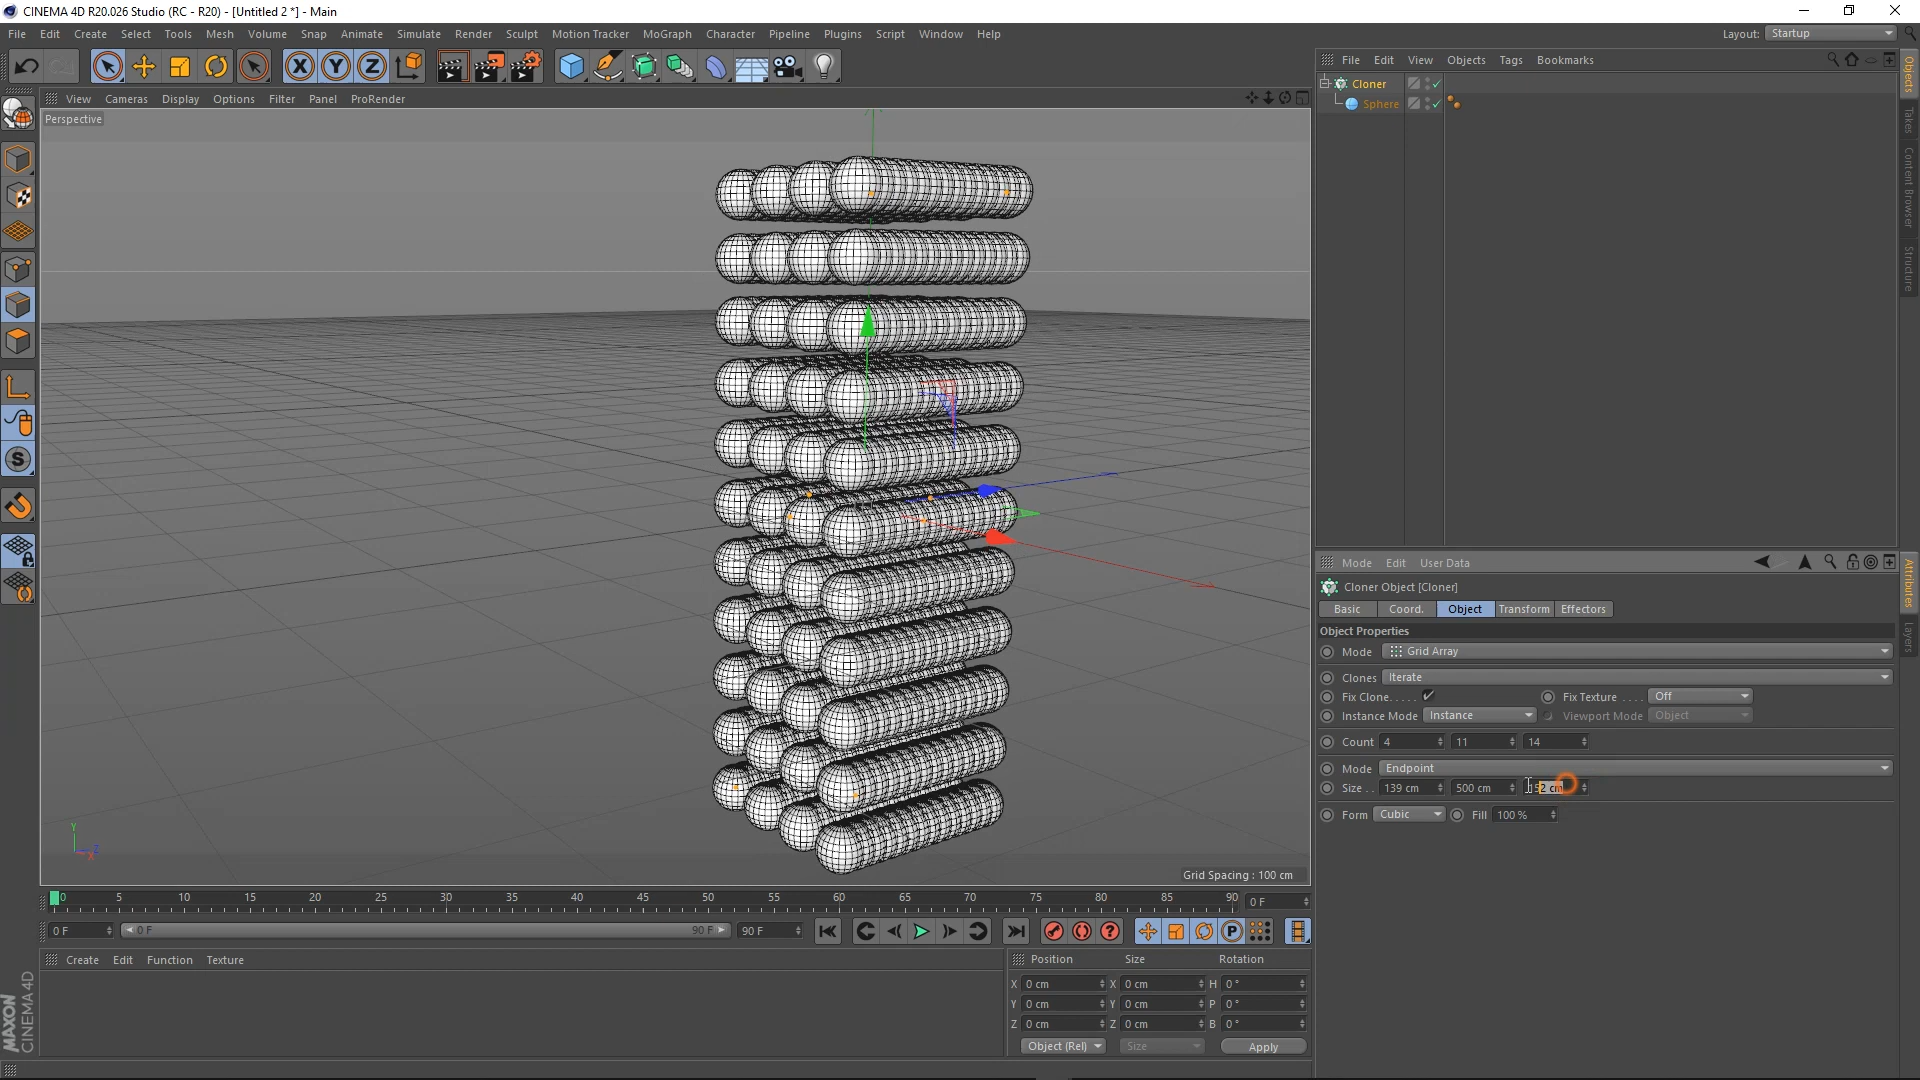 CINEMA 4D R20.026 Studio (RC - R20) - [Untitled 2 *] - Main
File Edit Create Select Tools Mesh Volume Snap Animate Simulate Render Sculpt Motion Tracker MoGraph Character Pipeline Plugins Script Window Help
Layout: Startup
File Edit View Objects Tags Bookmarks
Cloner
Sphere
Objects
Takes
Content Browser
Structure
View Cameras Display Options Filter Panel ProRender
Perspective
Grid Spacing : 100 cm
Mode Edit User Data
Cloner Object [Cloner]
Basic Coord. Object Transform Effectors
Object Properties
Mode Grid Array
Clones Iterate
Fix Clone..... Fix Texture .... Off
Instance Mode Instance Viewport Mode Object
Count 4 11 14
Mode Endpoint
Size .. 139 cm 500 cm
Form Cubic Fill 100 %
Attributes
Layers
0 5 10 15 20 25 30 35 40 45 50 55 60 65 70 75 80 85 90 0 F
0 F 0 F 90 F 90 F
Create Edit Function Texture
Position Size Rotation
X 0 cm X 0 cm H 0 °
Y 0 cm Y 0 cm P 0 °
Z 0 cm Z 0 cm B 0 °
Object (Rel) Size Apply
MAXON
CINEMA 4D